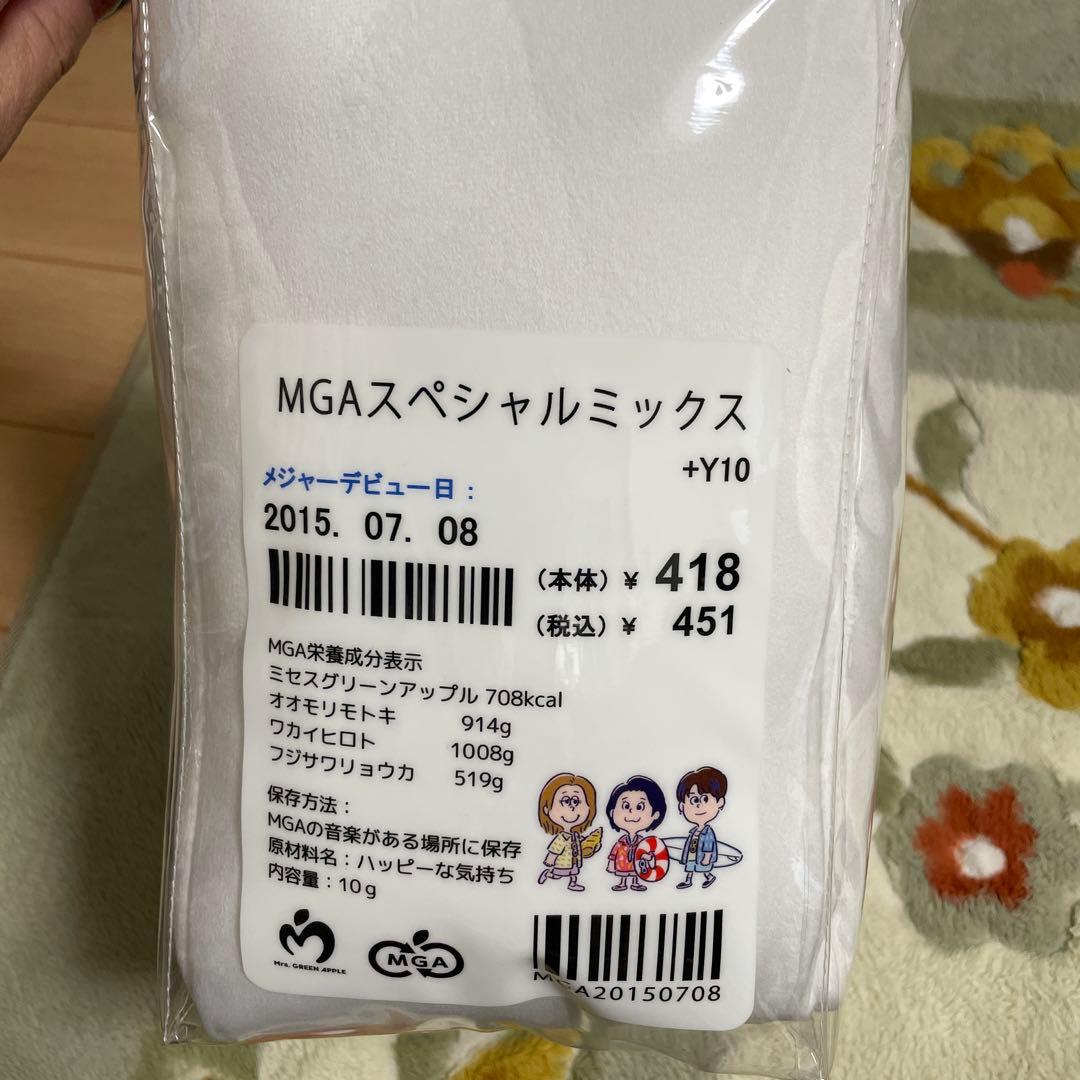 MGAスペシャルミックス
+Y10
メジャーデビュー日：
2015. 07. 08
（本体）￥ 418
（税込）￥ 451
MGA栄養成分表示
ミセスグリーンアップル 708kcal
オオモリモトキ 914g
ワカイヒロト 1008g
フジサワリョウカ 519g
保存方法：
MGAの音楽がある場所に保存
原材料名：ハッピーな気持ち
内容量：10g
Mrs. GREEN APPLE
MGA
MGA20150708